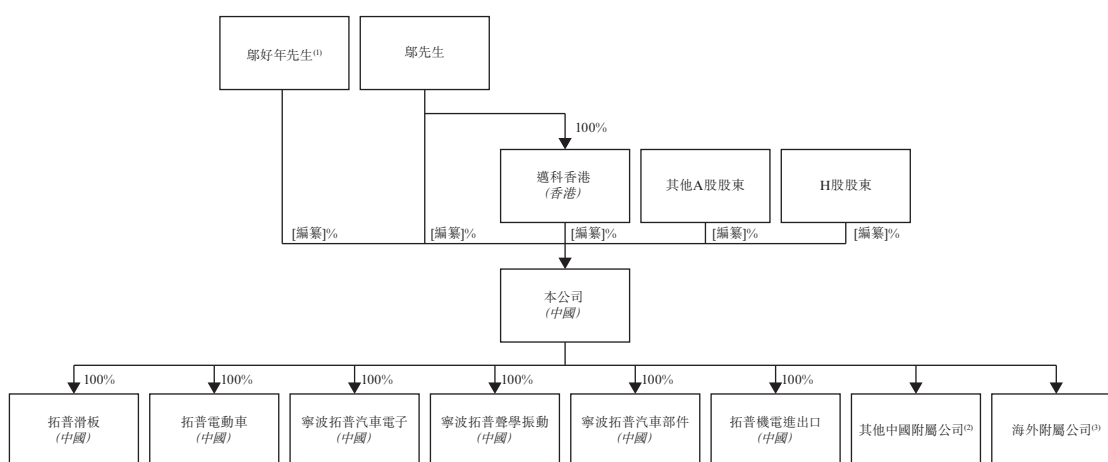 鄔好年先生(1)
鄔先生
100%
邁科香港
(香港)
其他A股股東
H股股東
[編纂]%
[編纂]%
[編纂]%
[編纂]%
[編纂]%
本公司
(中國)
100%
100%
100%
100%
100%
100%
拓普滑板
(中國)
拓普電動車
(中國)
寧波拓普汽車電子
(中國)
寧波拓普聲學振動
(中國)
寧波拓普汽車部件
(中國)
拓普機電進出口
(中國)
其他中國附屬公司(2)
海外附屬公司(3)